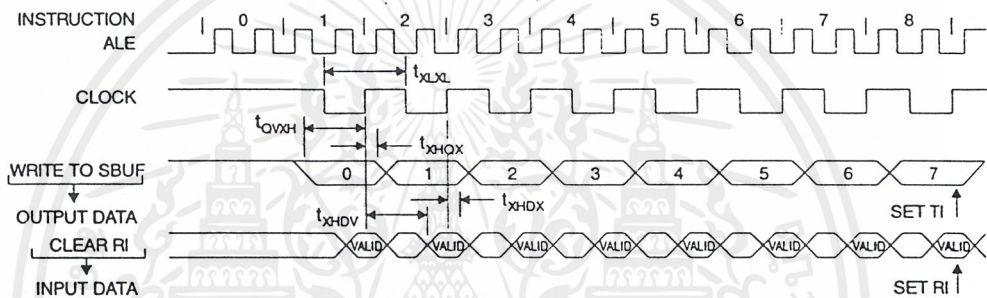 INSTRUCTION 0 1 2 3 4 5 6 7 8
ALE
tXLXL
CLOCK
tQVXH
tXHQX
WRITE TO SBUF 0 1 2 3 4 5 6 7
tXHDV tXHDX
OUTPUT DATA SET TI
CLEAR RI VALID VALID VALID VALID VALID VALID VALID VALID
INPUT DATA SET RI